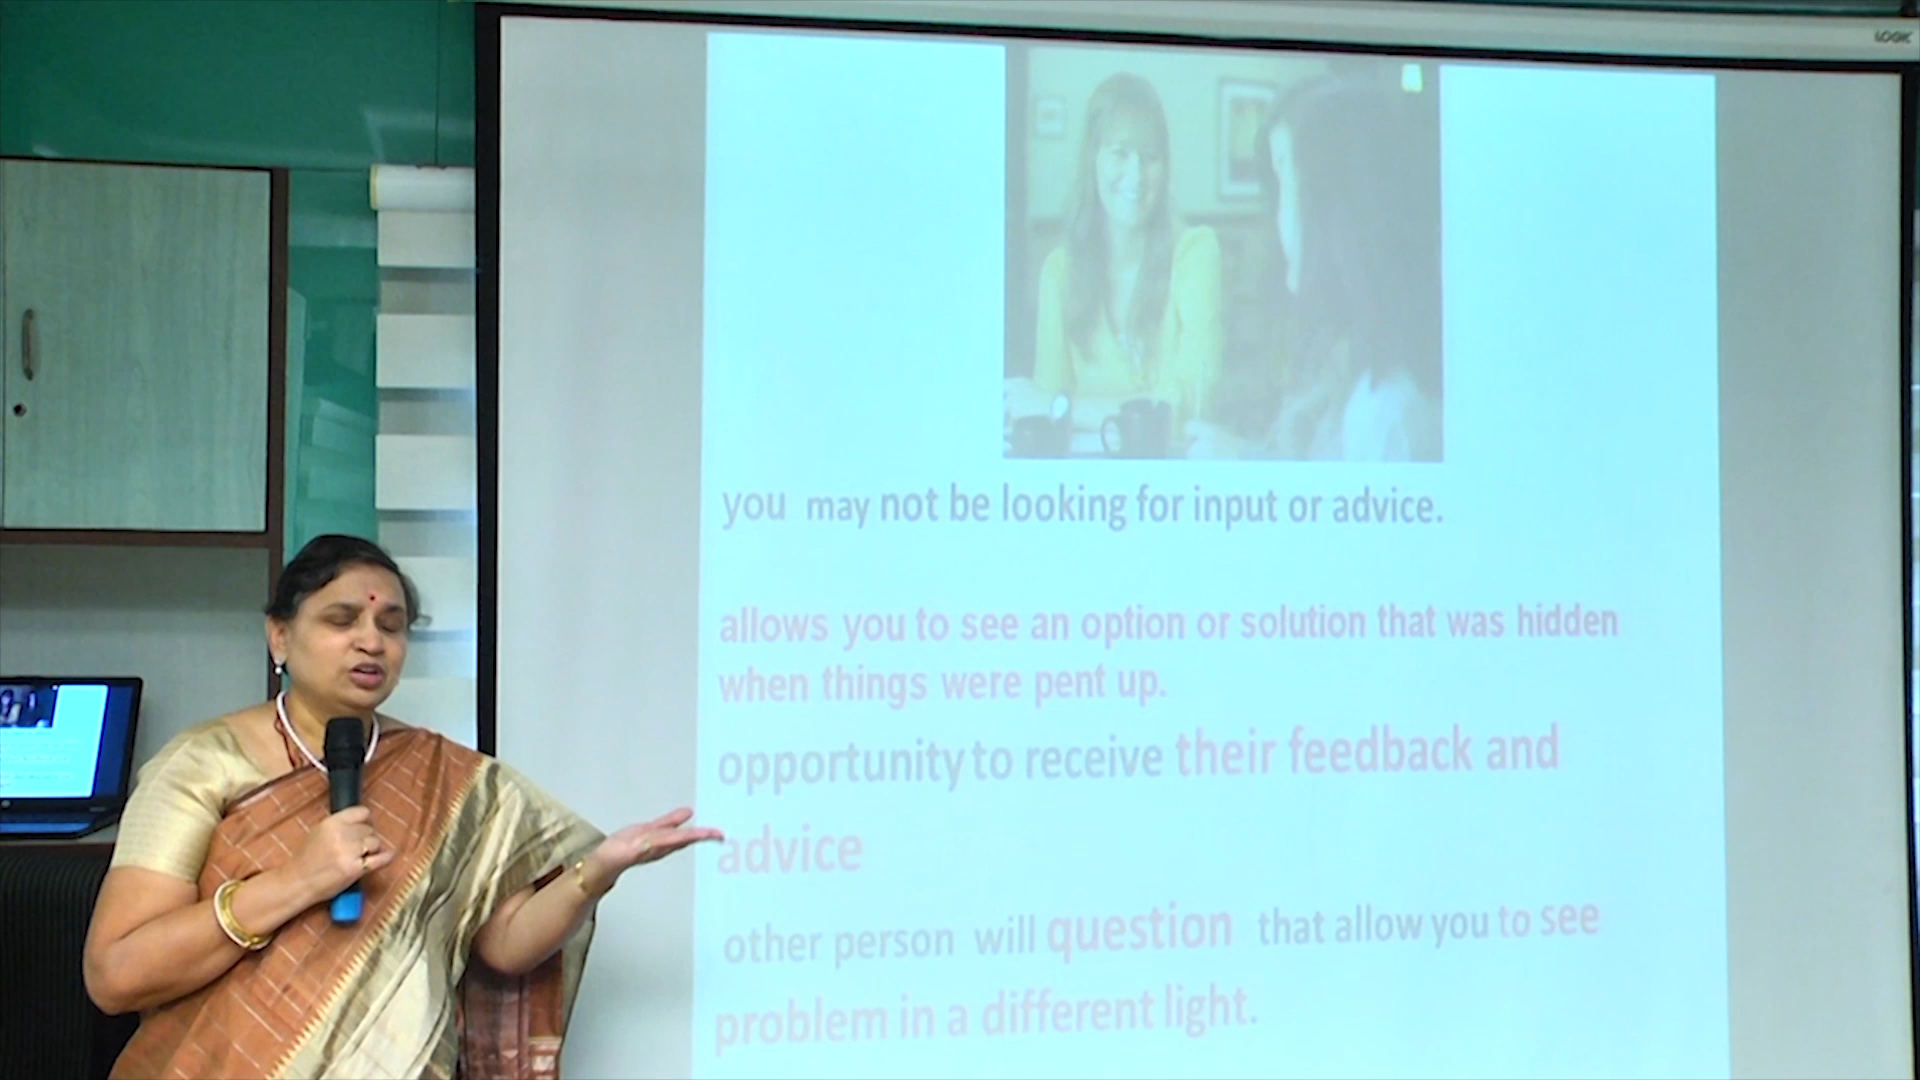 LOGIC
you may not be looking for input or advice.
allows you to see an option or solution that was hidden
when things were pent up.
opportunity to receive their feedback and
advice
other person will question that allow you to see
problem in a different light.